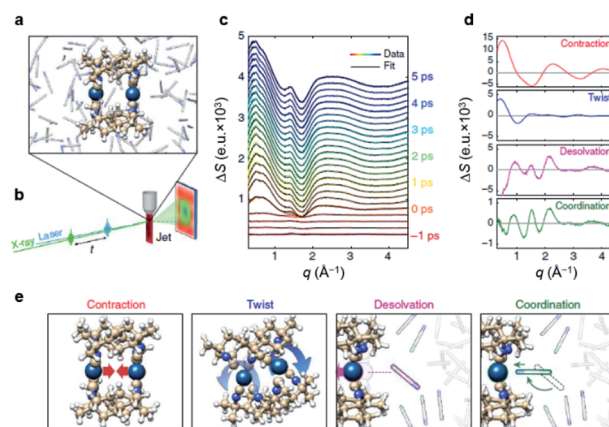 a
b
X-ray
Laser
t
Jet
c
5
4
3
2
1
ΔS (e.u.×10³)
Data
Fit
5 ps
4 ps
3 ps
2 ps
1 ps
0 ps
−1 ps
1 2 3 4
q (Å⁻¹)
d
15
10
5
0
Contraction
5
0
−5
Twist
5
0
−5
Desolvation
1
0
−1
Coordination
ΔS (e.u.×10³)
1 2 3 4
q (Å⁻¹)
e
Contraction
Twist
Desolvation
Coordination